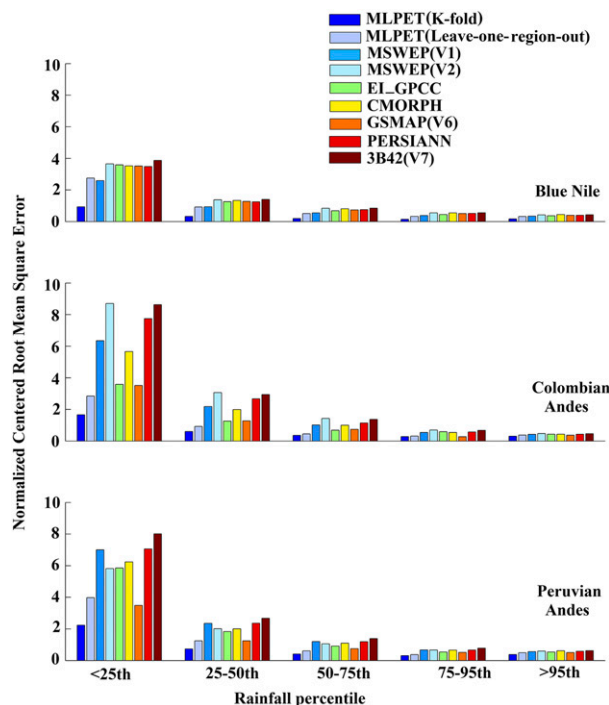 MLPET(K-fold)
MLPET(Leave-one-region-out)
MSWEP(V1)
MSWEP(V2)
EI_GPCC
CMORPH
GSMAP(V6)
PERSIANN
3B42(V7)
Normalized Centered Root Mean Square Error
10
8
6
4
2
0
Blue Nile
10
8
6
4
2
0
Colombian
Andes
10
8
6
4
2
0
Peruvian
Andes
<25th
25-50th
50-75th
75-95th
>95th
Rainfall percentile